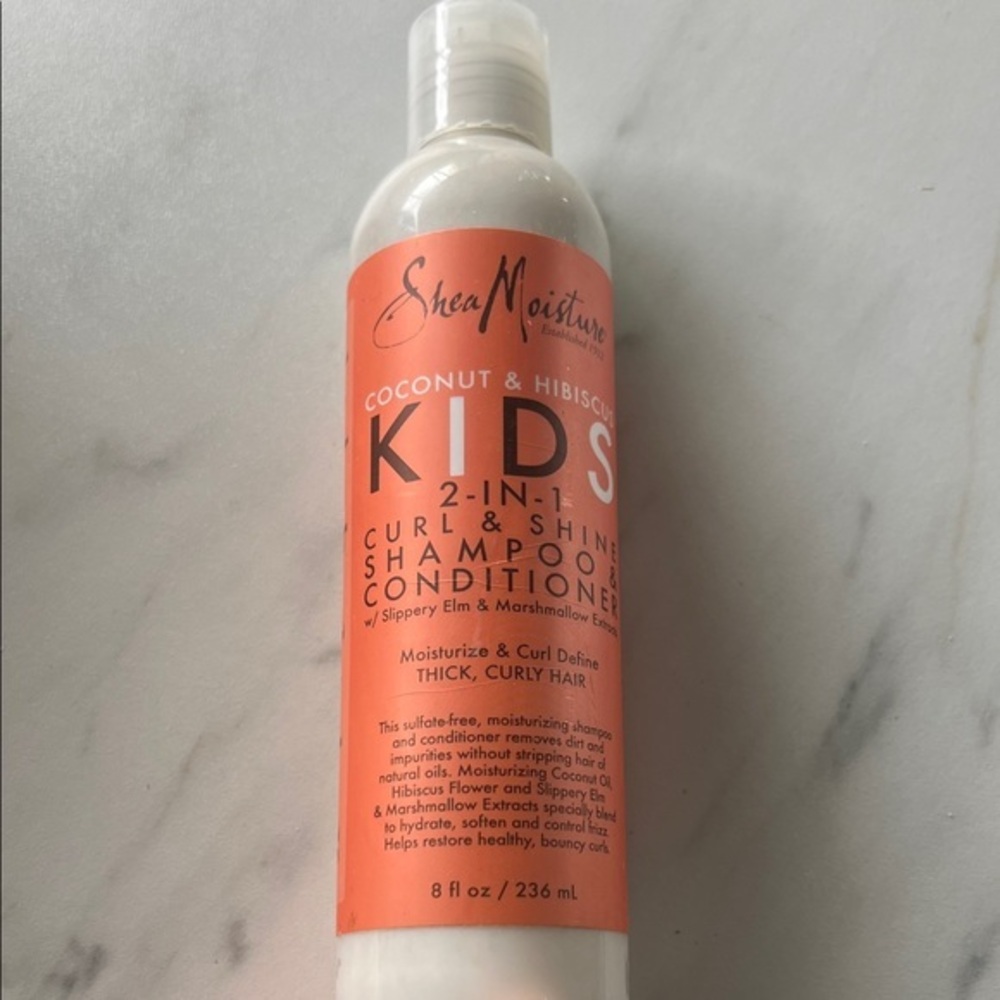 SheaMoisture
Established 1912
COCONUT & HIBISCUS
KIDS
2-IN-1
CURL & SHINE
SHAMPOO &
CONDITIONER
w/ Slippery Elm & Marshmallow Extracts
Moisturize & Curl Define
THICK, CURLY HAIR
This sulfate-free, moisturizing shampoo
and conditioner removes dirt and
impurities without stripping hair of
natural oils. Moisturizing Coconut Oil,
Hibiscus Flower and Slippery Elm
& Marshmallow Extracts specially blend
to hydrate, soften and control frizz.
Helps restore healthy, bouncy curls.
8 fl oz / 236 mL